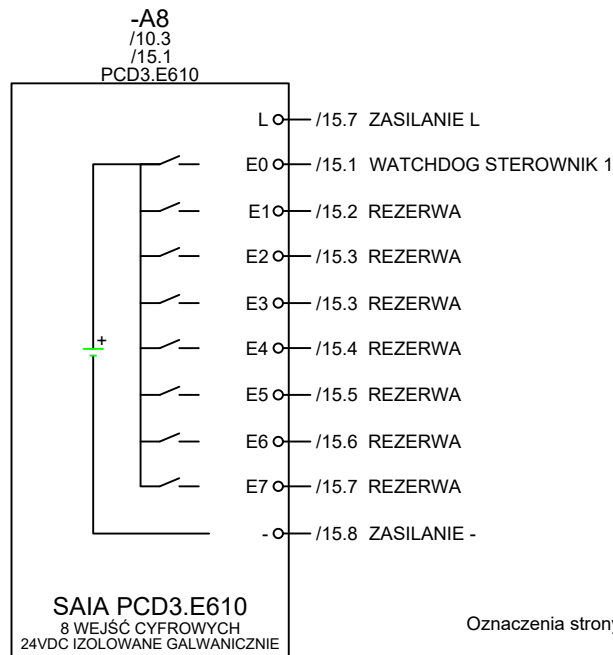 -A8
/10.3
/15.1
PCD3.E610
L /15.7 ZASILANIE L
E0 /15.1 WATCHDOG STEROWNIK 1
E1 /15.2 REZERWA
E2 /15.3 REZERWA
E3 /15.3 REZERWA
+
E4 /15.4 REZERWA
E5 /15.5 REZERWA
E6 /15.6 REZERWA
E7 /15.7 REZERWA
- /15.8 ZASILANIE -
SAIA PCD3.E610
8 WEJŚĆ CYFROWYCH
24VDC IZOLOWANE GALWANICZNIE
Oznaczenia strony